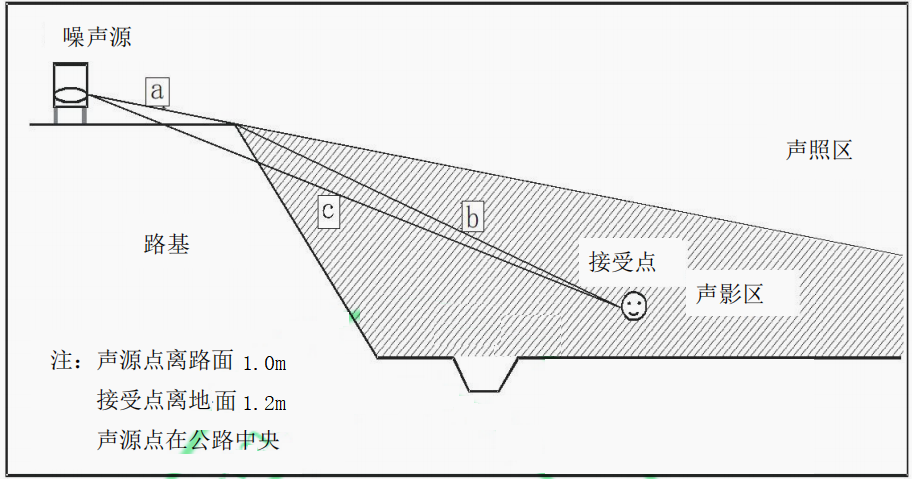 噪声源
a
声照区
c
b
路基
接受点
声影区
注：声源点离路面1.0m
接受点离地面1.2m
声源点在公路中央